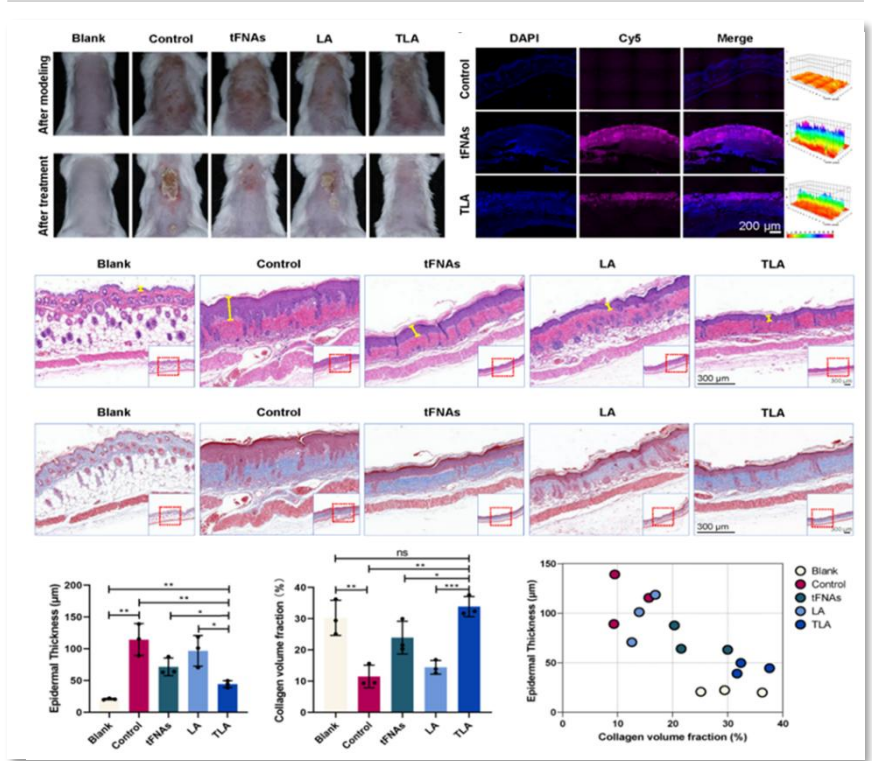 Blank Control tFNAs LA TLA
After modeling
After treatment
DAPI Cy5 Merge
Control
tFNAs
TLA
200 μm
Blank Control tFNAs LA TLA
300 μm
Blank Control tFNAs LA TLA
300 μm
Epidermal Thickness (μm)
200
150
100
50
0
** ** ** * *
Blank Control tFNAs LA TLA
Collagen volume fraction (%)
40
30
20
10
0
ns ** ** * ***
Blank Control tFNAs LA TLA
Epidermal Thickness (μm)
150
100
50
0
0 10 20 30 40
Collagen volume fraction (%)
Blank
Control
tFNAs
LA
TLA